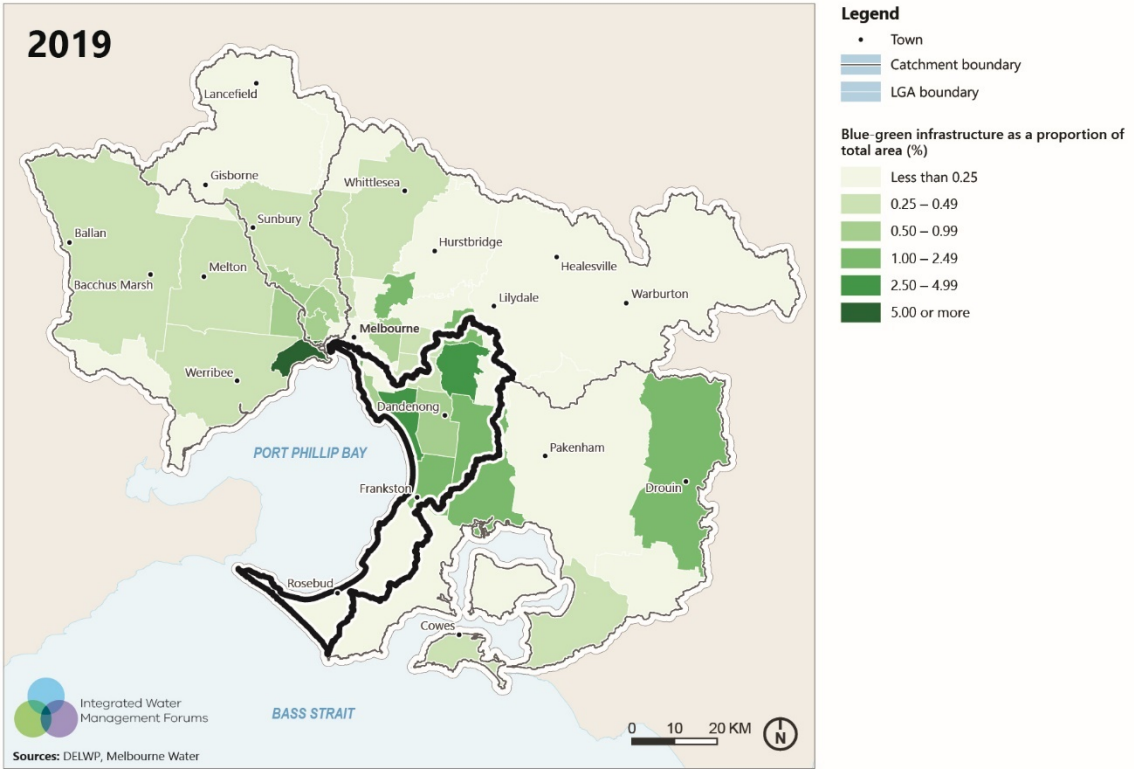 2019
Lancefield
Gisborne
Whittlesea
Sunbury
Ballan
Hurstbridge
Healesville
Melton
Bacchus Marsh
Lilydale
Warburton
Melbourne
Werribee
Dandenong
PORT PHILLIP BAY
Pakenham
Frankston
Drouin
Rosebud
Cowes
BASS STRAIT
Integrated Water
Management Forums
Sources: DELWP, Melbourne Water
0 10 20 KM
N
Legend
Town
Catchment boundary
LGA boundary
Blue-green infrastructure as a proportion of
total area (%)
Less than 0.25
0.25 – 0.49
0.50 – 0.99
1.00 – 2.49
2.50 – 4.99
5.00 or more